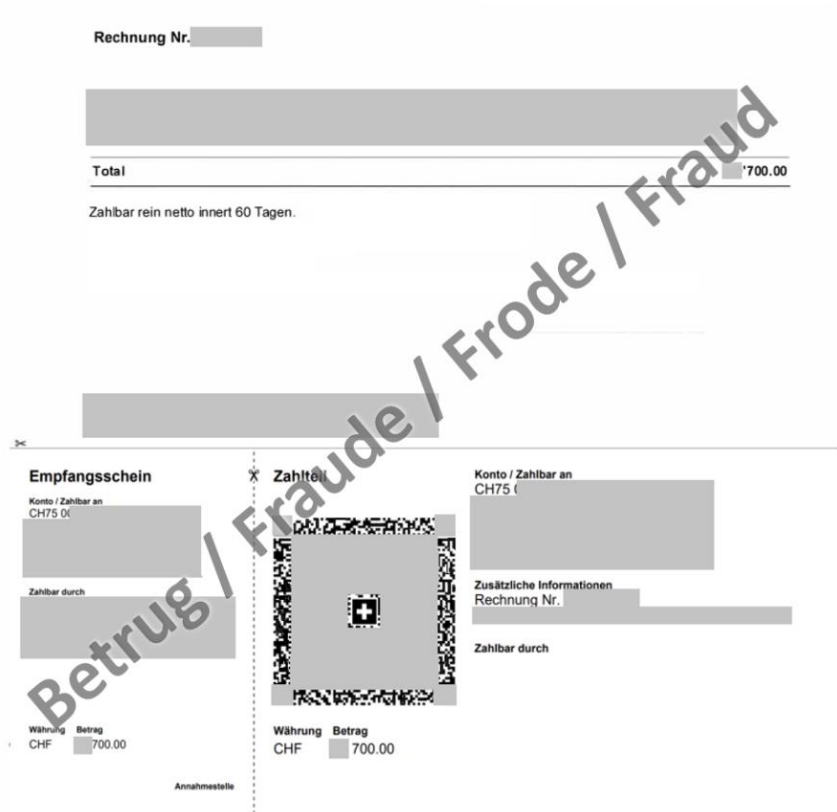 Rechnung Nr.
Total '700.00
Zahlbar rein netto innert 60 Tagen.
Betrug / Fraude / Frode / Fraud
Empfangsschein
Konto / Zahlbar an
CH75 0
Zahlbar durch
Währung Betrag
CHF 700.00
Annahmestelle
Zahlteil
Währung Betrag
CHF 700.00
Konto / Zahlbar an
CH75
Zusätzliche Informationen
Rechnung Nr.
Zahlbar durch